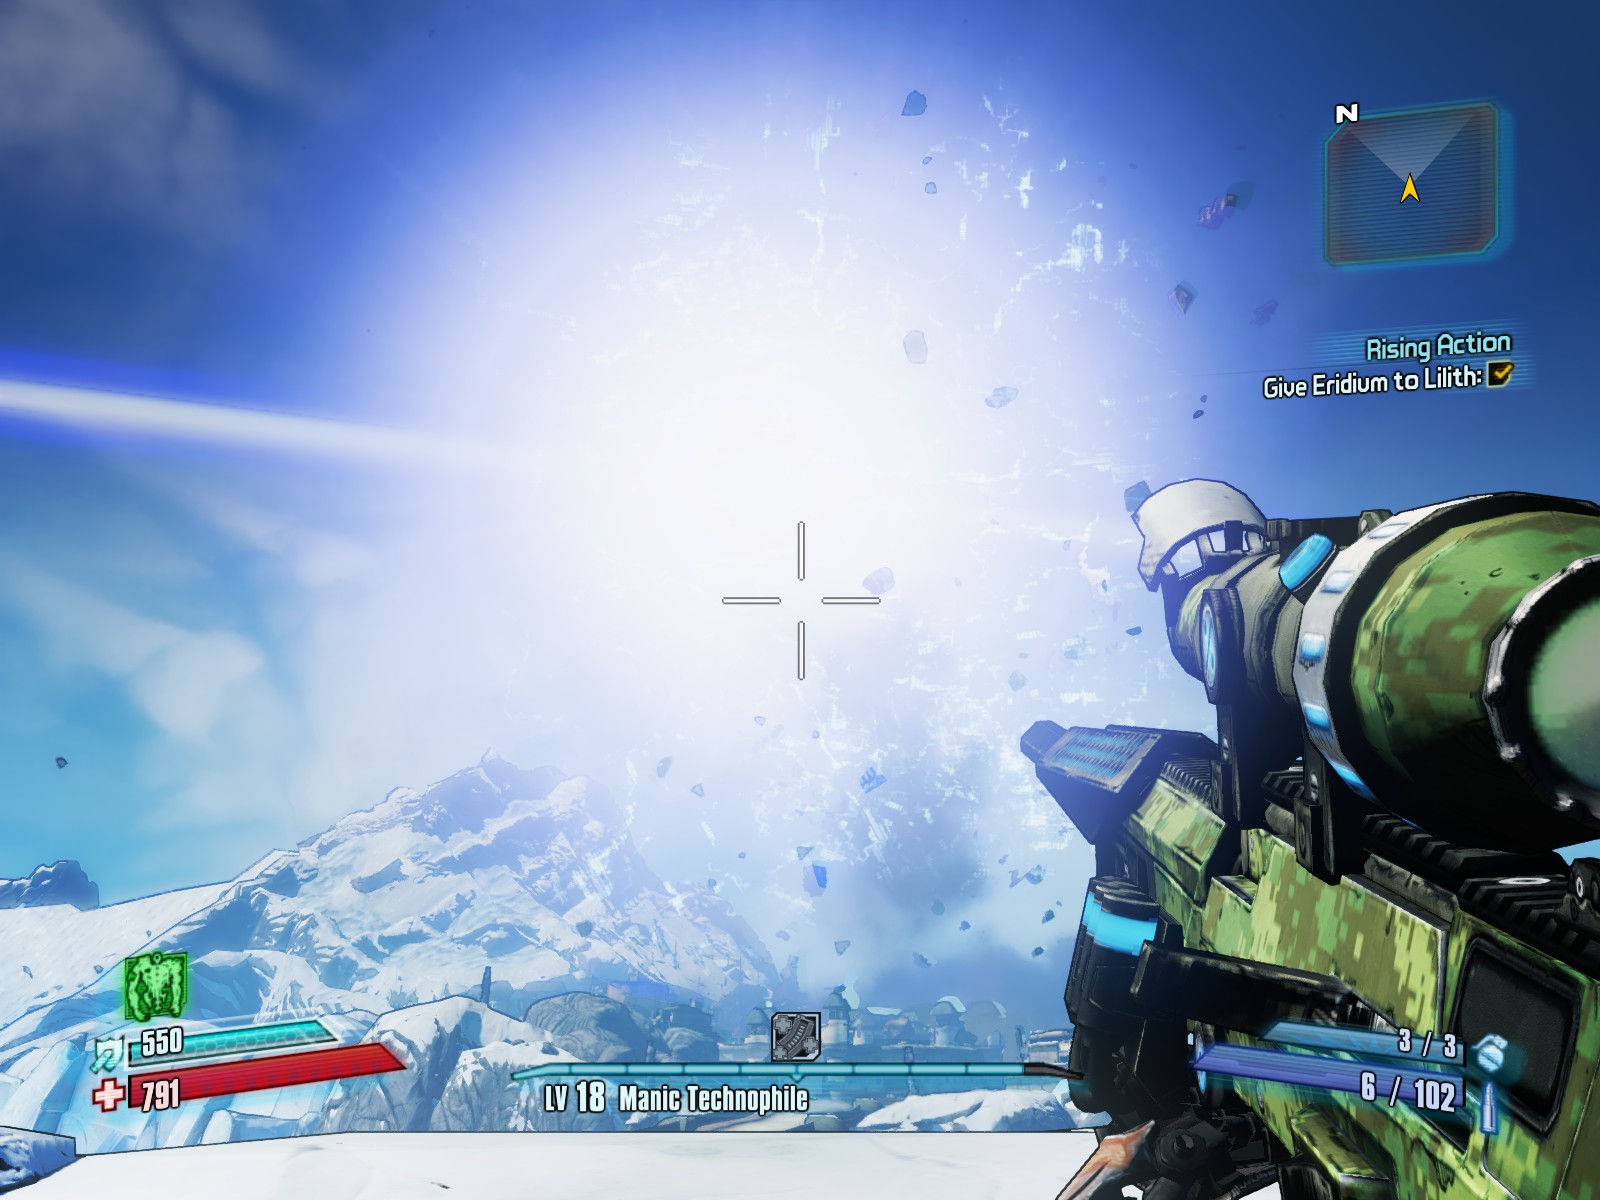 N
Rising Action
Give Eridium to Lilith:
550
791
LV 18 Manic Technophile
3 / 3
6 / 102